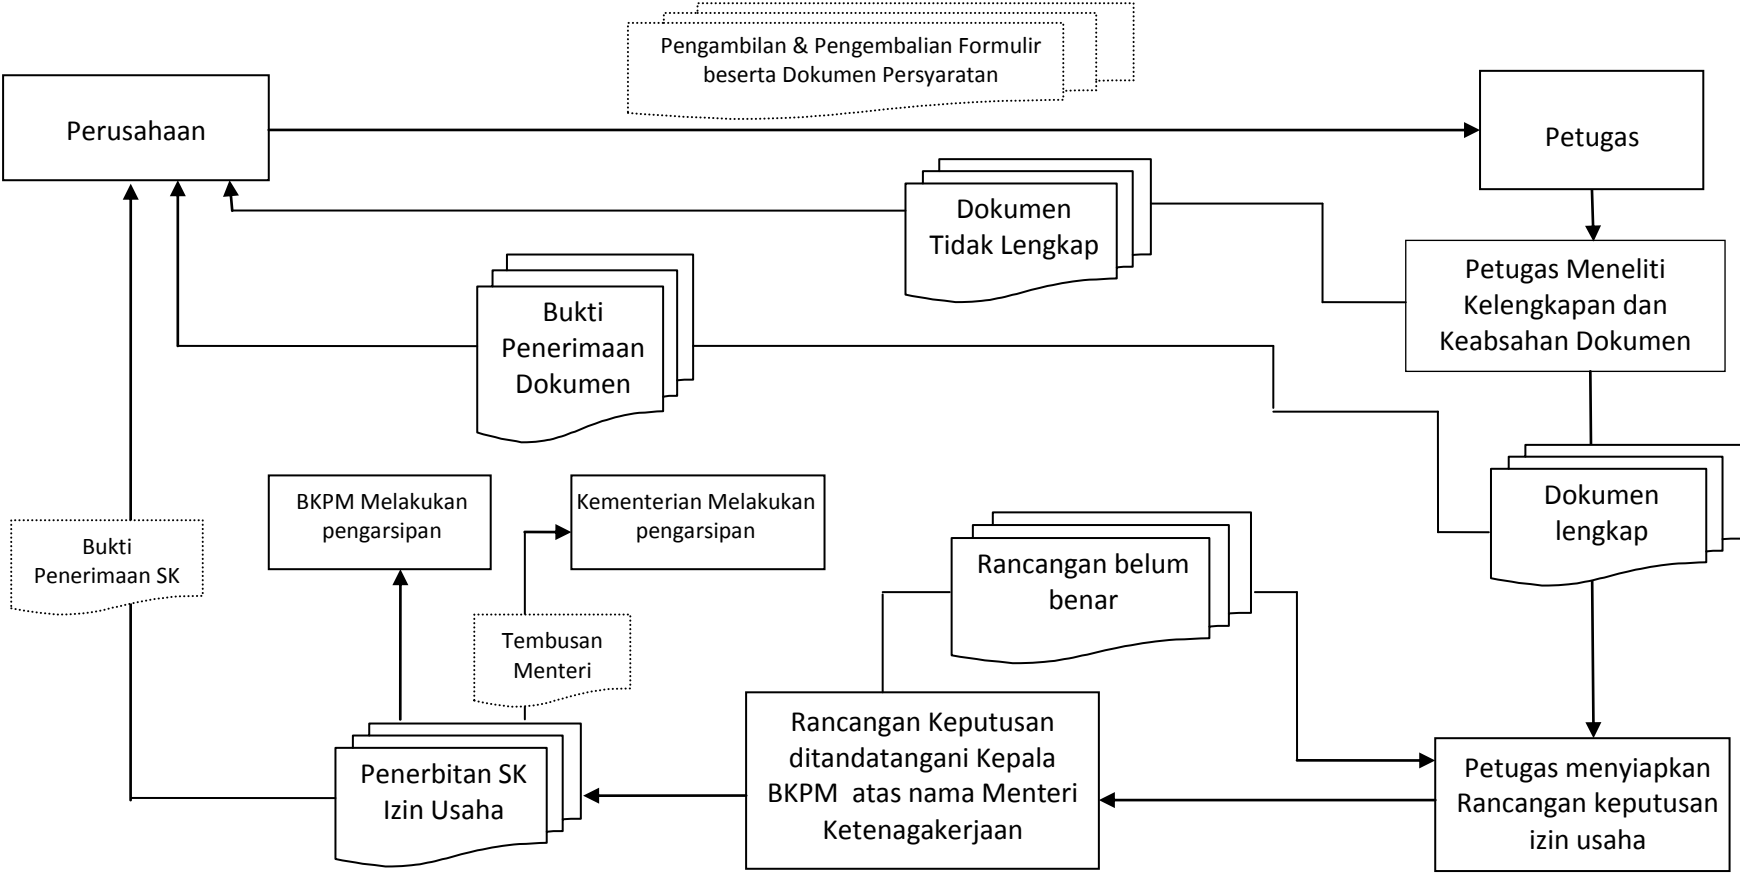 Pengambilan & Pengembalian Formulir
beserta Dokumen Persyaratan
Perusahaan
Petugas
Dokumen
Tidak Lengkap
Petugas Meneliti
Kelengkapan dan
Keabsahan Dokumen
Bukti
Penerimaan
Dokumen
Dokumen
lengkap
BKPM Melakukan
pengarsipan
Kementerian Melakukan
pengarsipan
Bukti
Penerimaan SK
Rancangan belum
benar
Tembusan
Menteri
Penerbitan SK
Izin Usaha
Rancangan Keputusan
ditandatangani Kepala
BKPM atas nama Menteri
Ketenagakerjaan
Petugas menyiapkan
Rancangan keputusan
izin usaha